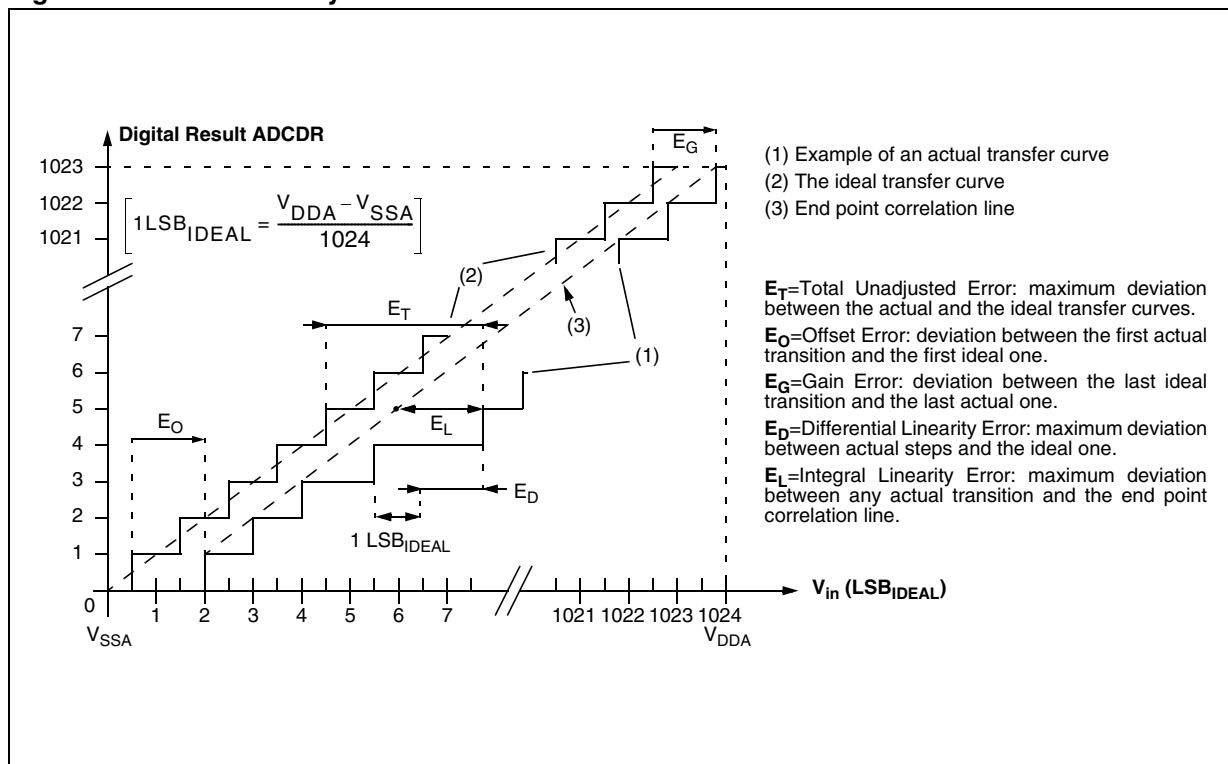 Digital Result ADCDR
1023
1022
1021
1LSB_IDEAL = (V_DDA – V_SSA) / 1024
7
6
5
4
3
2
1
0
E_G
(2)
E_T
(3)
(1)
E_O
E_L
E_D
1 LSB_IDEAL
1 2 3 4 5 6 7 1021 1022 1023 1024
V_in (LSB_IDEAL)
V_SSA
V_DDA
(1) Example of an actual transfer curve
(2) The ideal transfer curve
(3) End point correlation line
E_T=Total Unadjusted Error: maximum deviation
between the actual and the ideal transfer curves.
E_O=Offset Error: deviation between the first actual
transition and the first ideal one.
E_G=Gain Error: deviation between the last ideal
transition and the last actual one.
E_D=Differential Linearity Error: maximum deviation
between actual steps and the ideal one.
E_L=Integral Linearity Error: maximum deviation
between any actual transition and the end point
correlation line.